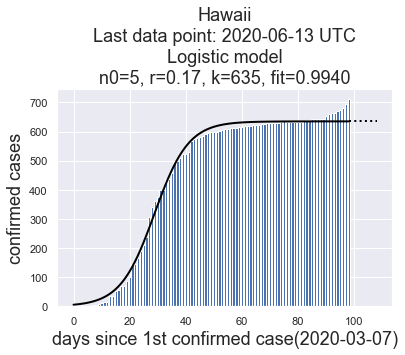 Hawaii
Last data point: 2020-06-13 UTC
Logistic model
n0=5, r=0.17, k=635, fit=0.9940
confirmed cases
700
600
500
400
300
200
100
0
0 20 40 60 80 100
days since 1st confirmed case(2020-03-07)